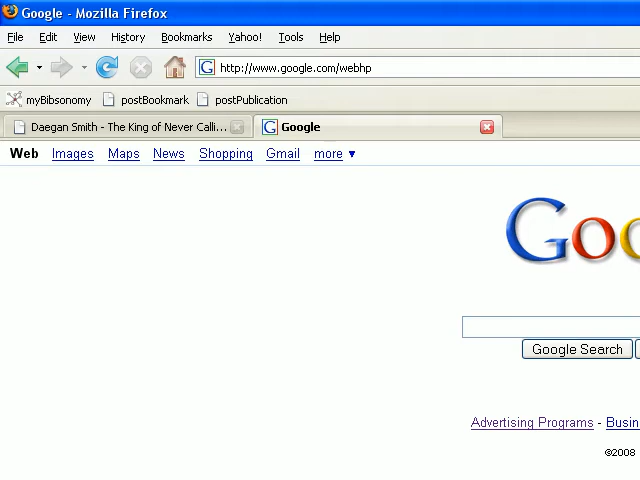 Google - Mozilla Firefox
File Edit View History Bookmarks Yahoo! Tools Help
G http://www.google.com/webhp
myBibsonomy postBookmark postPublication
Daegan Smith - The King of Never Calli... G Google
Web Images Maps News Shopping Gmail more ▼
Goo
Google Search
Advertising Programs - Busin
©2008